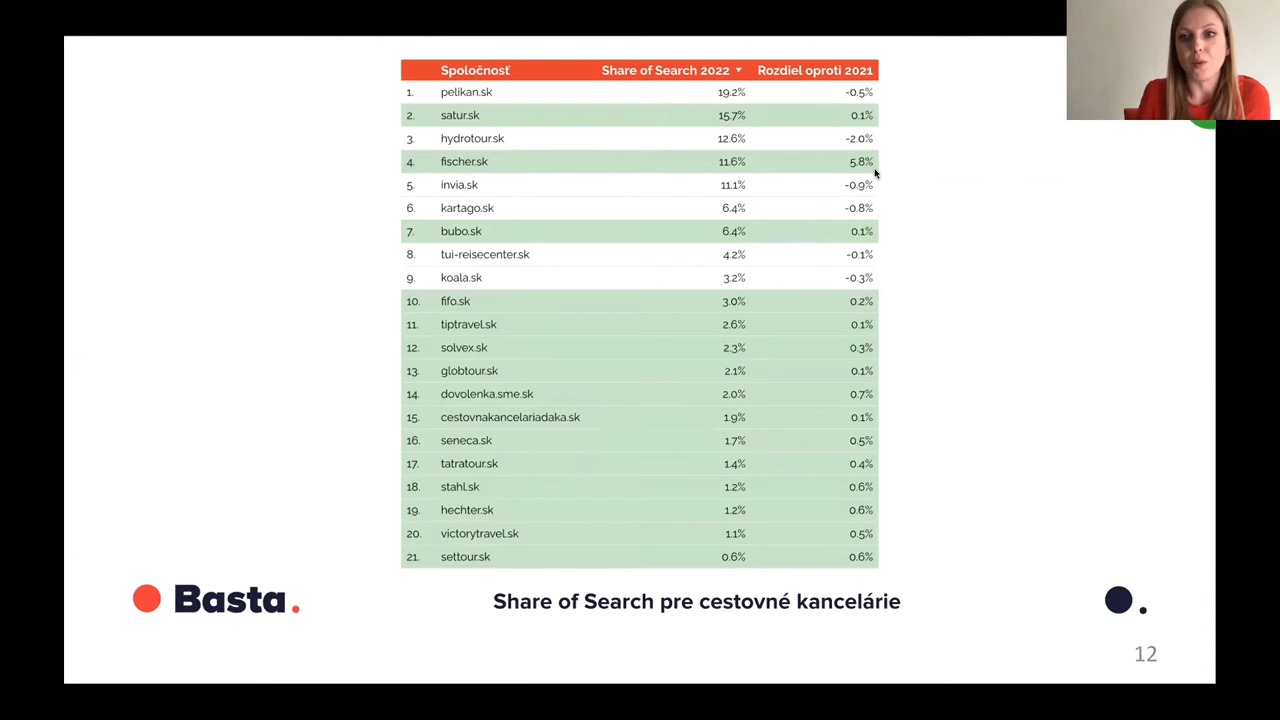 Spoločnosť Share of Search 2022 Rozdiel oproti 2021
1. pelikan.sk 19.2% -0.5%
2. satur.sk 15.7% 0.1%
3. hydrotour.sk 12.6% -2.0%
4. fischer.sk 11.6% 5.8%
5. invia.sk 11.1% -0.9%
6. kartago.sk 6.4% -0.8%
7. bubo.sk 6.4% 0.1%
8. tui-reisecenter.sk 4.2% -0.1%
9. koala.sk 3.2% -0.3%
10. fifo.sk 3.0% 0.2%
11. tiptravel.sk 2.6% 0.1%
12. solvex.sk 2.3% 0.3%
13. globtour.sk 2.1% 0.1%
14. dovolenka.sme.sk 2.0% 0.7%
15. cestovnakancelariadaka.sk 1.9% 0.1%
16. seneca.sk 1.7% 0.5%
17. tatratour.sk 1.4% 0.4%
18. stahl.sk 1.2% 0.6%
19. hechter.sk 1.2% 0.6%
20. victorytravel.sk 1.1% 0.5%
21. settour.sk 0.6% 0.6%
Basta.
Share of Search pre cestovné kancelárie
12